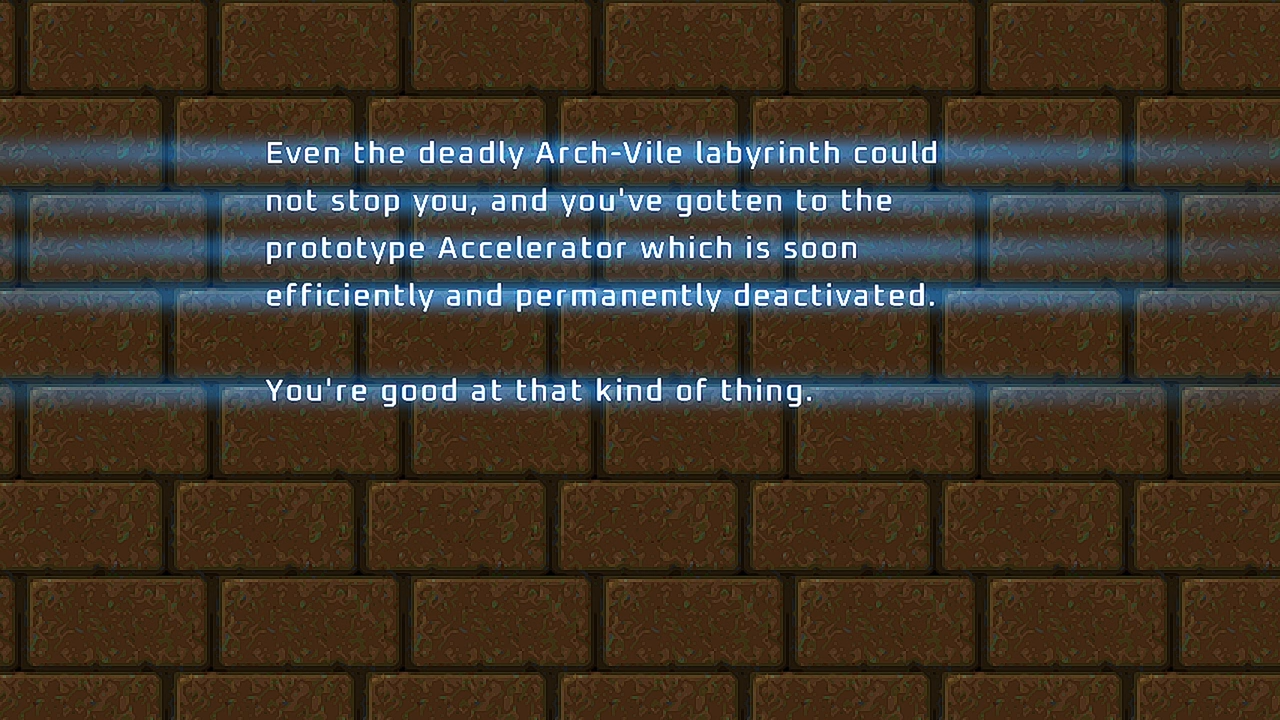 Even the deadly Arch-Vile labyrinth could
not stop you, and you've gotten to the
prototype Accelerator which is soon
efficiently and permanently deactivated.
You're good at that kind of thing.